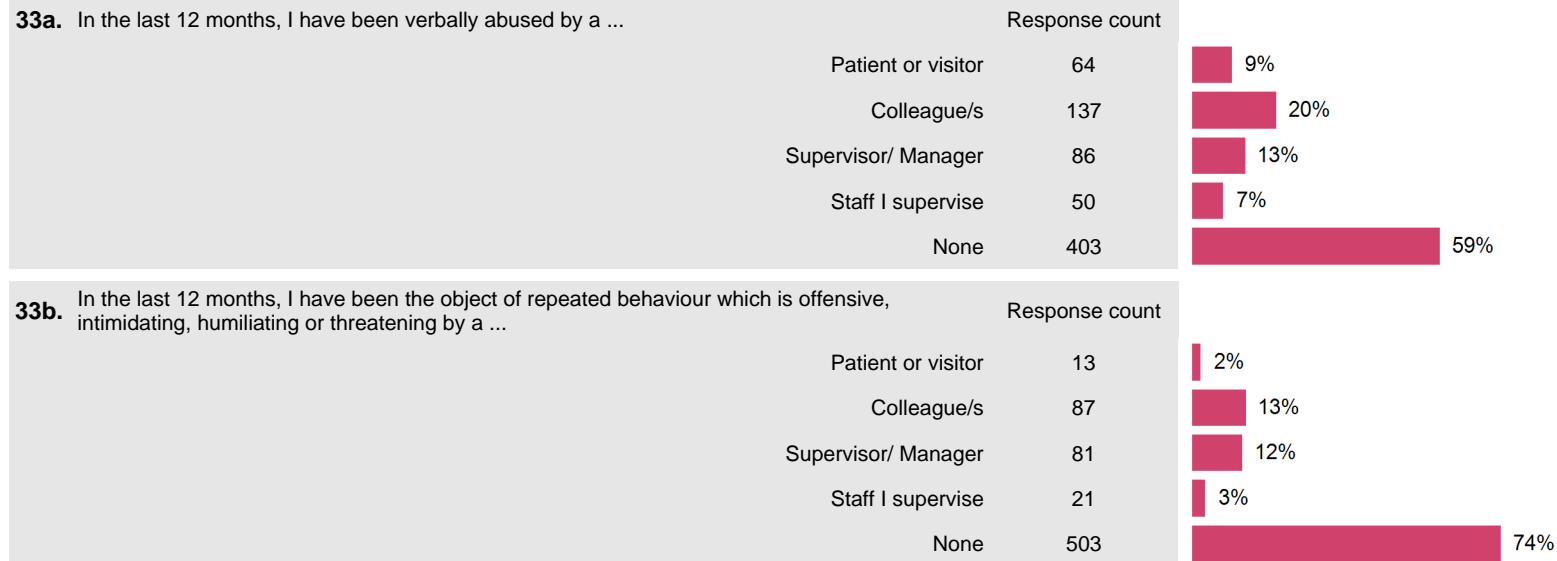 33a. In the last 12 months, I have been verbally abused by a ... Response count
Patient or visitor 64 9%
Colleague/s 137 20%
Supervisor/ Manager 86 13%
Staff I supervise 50 7%
None 403 59%
33b. In the last 12 months, I have been the object of repeated behaviour which is offensive,
intimidating, humiliating or threatening by a ... Response count
Patient or visitor 13 2%
Colleague/s 87 13%
Supervisor/ Manager 81 12%
Staff I supervise 21 3%
None 503 74%